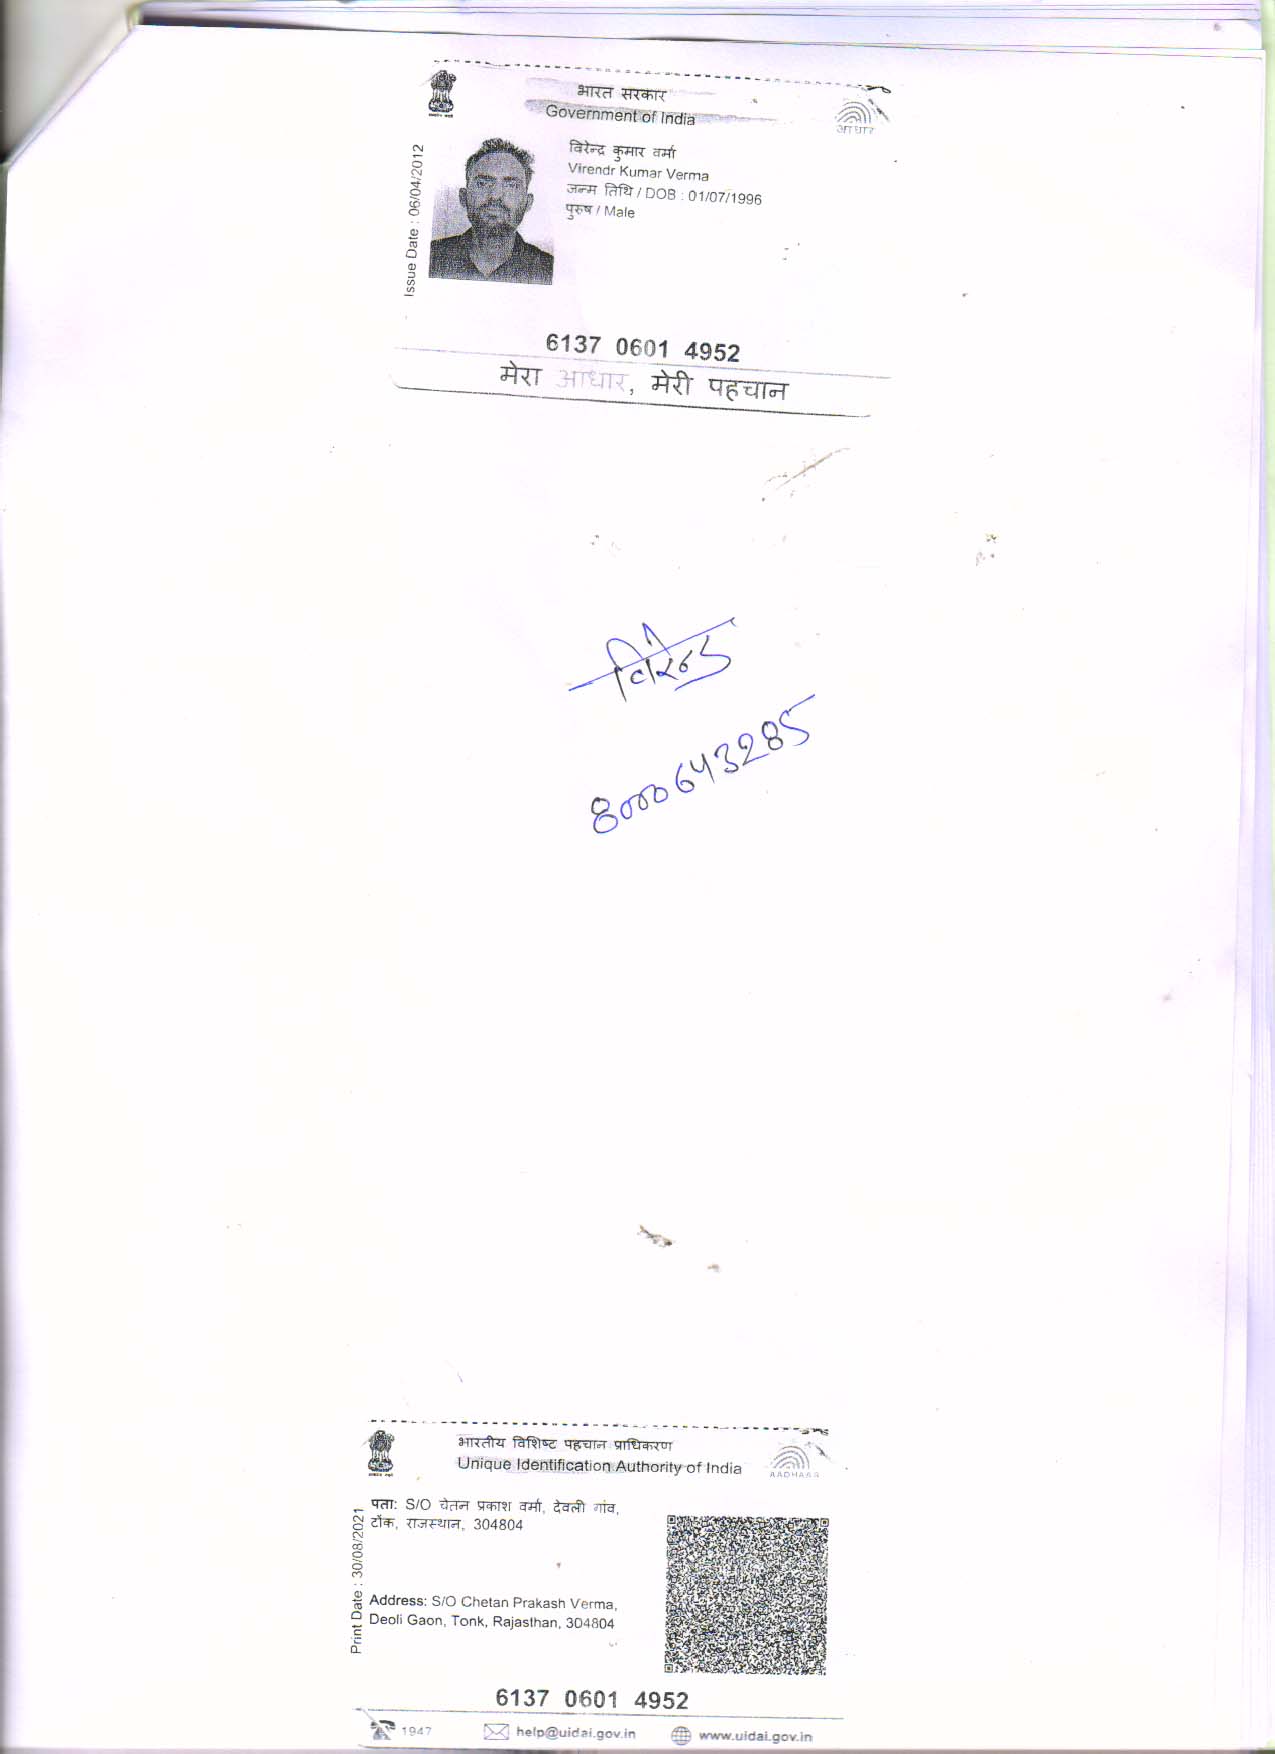 भारत सरकार
Government of India
आधार
Issue Date : 06/04/2012
विरेन्द्र कुमार वर्मा
Virendr Kumar Verma
जन्म तिथि / DOB : 01/07/1996
पुरुष / Male
6137 0601 4952
मेरा आधार, मेरी पहचान
विरेन्द्र
8000643285
भारतीय विशिष्ट पहचान प्राधिकरण
Unique Identification Authority of India
AADHAAR
Print Date : 30/08/2021
पता: S/O चेतन प्रकाश वर्मा, देवली गांव,
टोंक, राजस्थान, 304804
Address: S/O Chetan Prakash Verma,
Deoli Gaon, Tonk, Rajasthan, 304804
6137 0601 4952
1947 help@uidai.gov.in www.uidai.gov.in